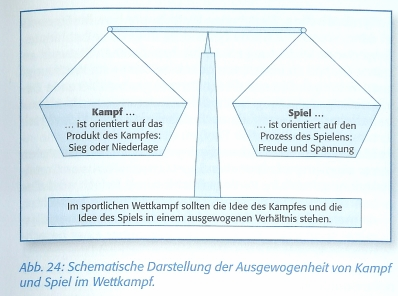 Kampf ...
... ist orientiert auf das
Produkt des Kampfes:
Sieg oder Niederlage
Spiel ...
... ist orientiert auf den
Prozess des Spielens:
Freude und Spannung
Im sportlichen Wettkampf sollten die Idee des Kampfes und die
Idee des Spiels in einem ausgewogenen Verhältnis stehen.
Abb. 24: Schematische Darstellung der Ausgewogenheit von Kampf
und Spiel im Wettkampf.